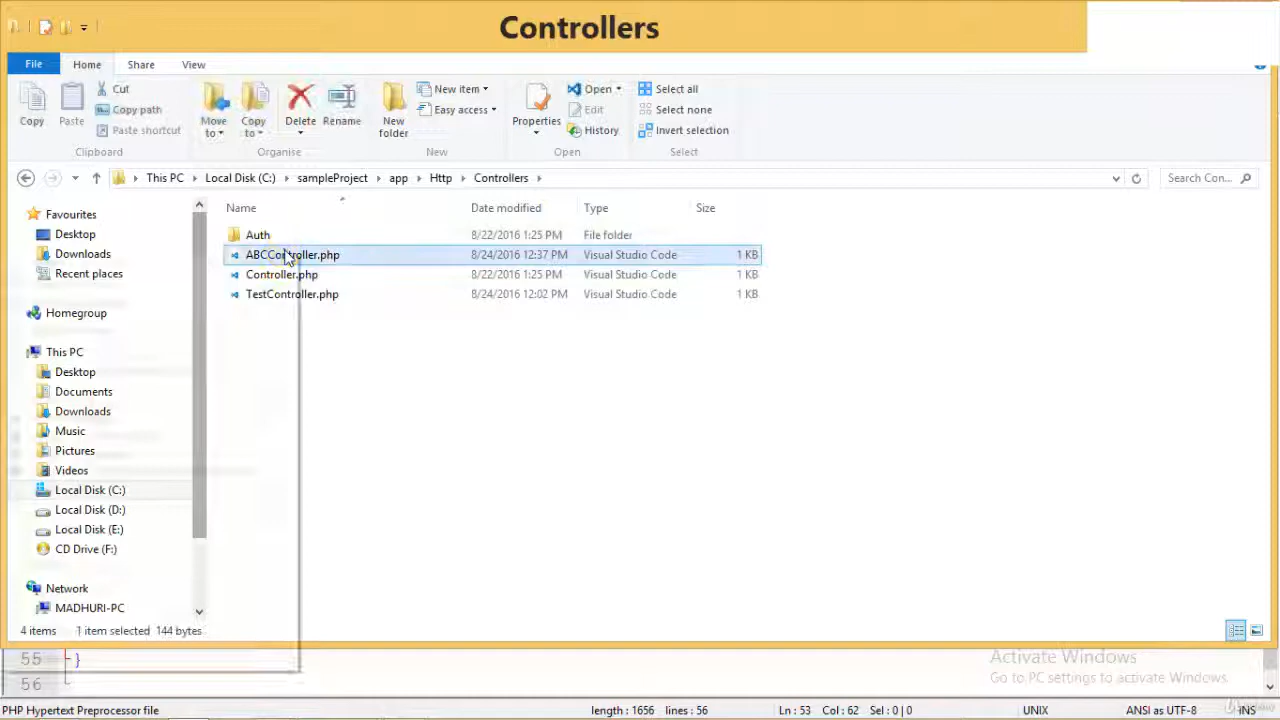 Controllers
File Home Share View
Copy Paste Cut Copy path Paste shortcut Move to Copy to Delete Rename New folder New item Easy access Properties Open Edit History Select all Select none Invert selection
Clipboard Organise New Open Select
This PC Local Disk (C:) sampleProject app Http Controllers Search Con...
Name Date modified Type Size
Favourites
Desktop
Downloads
Recent places
Homegroup
This PC
Desktop
Documents
Downloads
Music
Pictures
Videos
Local Disk (C:)
Local Disk (D:)
Local Disk (E:)
CD Drive (F:)
Network
MADHURI-PC
Auth 8/22/2016 1:25 PM File folder
ABCController.php 8/24/2016 12:37 PM Visual Studio Code 1 KB
Controller.php 8/22/2016 1:25 PM Visual Studio Code 1 KB
TestController.php 8/24/2016 12:02 PM Visual Studio Code 1 KB
4 items 1 item selected 144 bytes
55 }
56
Activate Windows
Go to PC settings to activate Windows.
PHP Hypertext Preprocessor file length : 1656 lines : 56 Ln : 53 Col : 62 Sel : 0 | 0 UNIX ANSI as UTF-8 INS